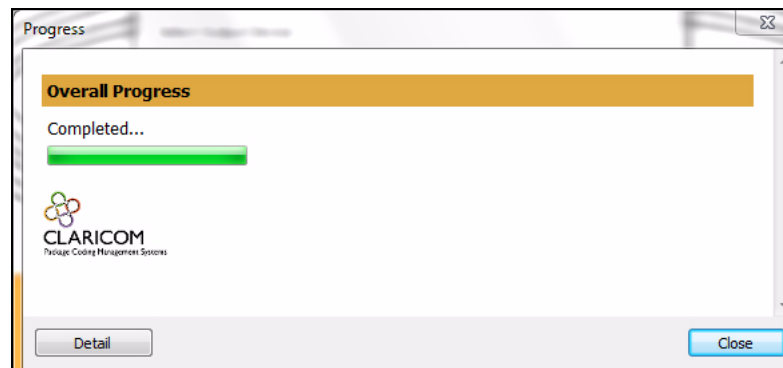 Progress
Overall Progress
Completed...
CLARICOM
Package Coding Management Systems
Detail
Close